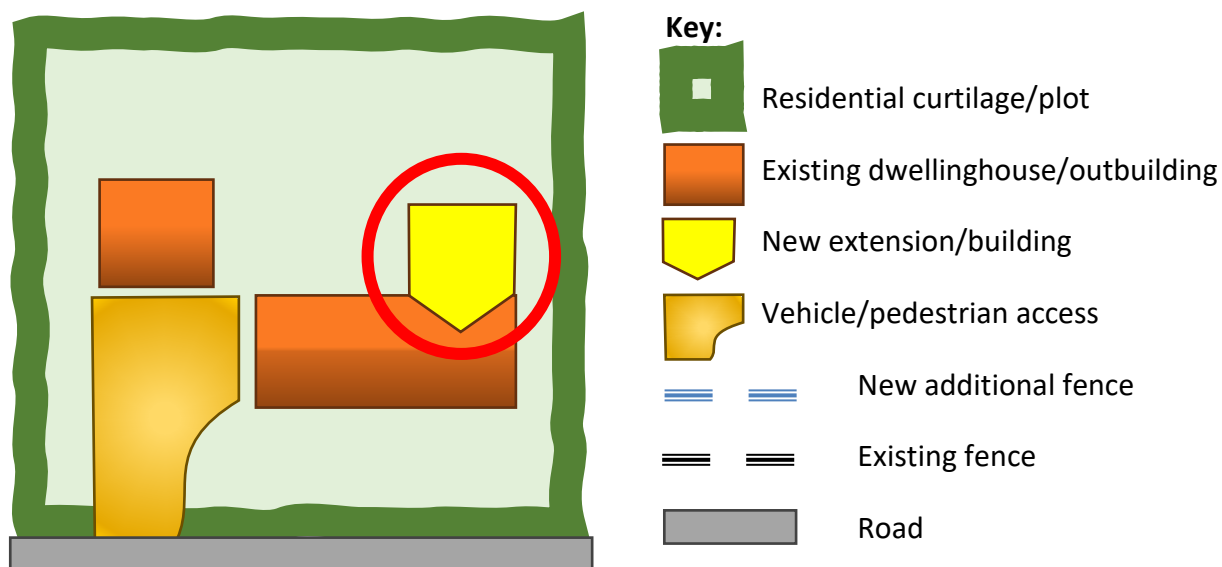 Key:
Residential curtilage/plot
Existing dwellinghouse/outbuilding
New extension/building
Vehicle/pedestrian access
New additional fence
Existing fence
Road